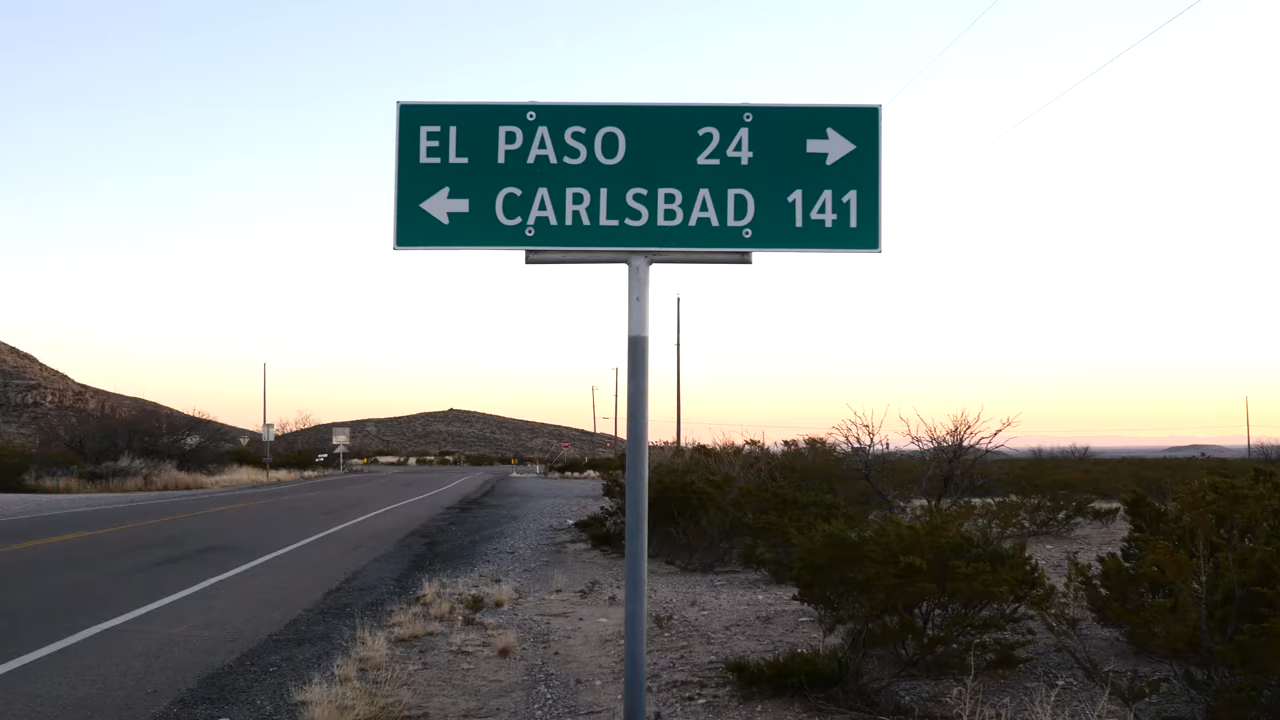 EL PASO 24 →
← CARLSBAD 141